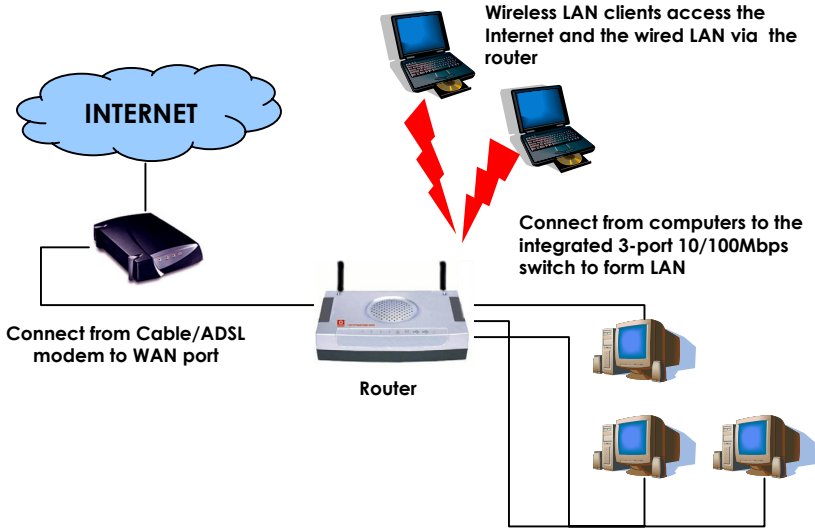 Wireless LAN clients access the
Internet and the wired LAN via the
router
INTERNET
Connect from computers to the
integrated 3-port 10/100Mbps
switch to form LAN
Connect from Cable/ADSL
modem to WAN port
Router